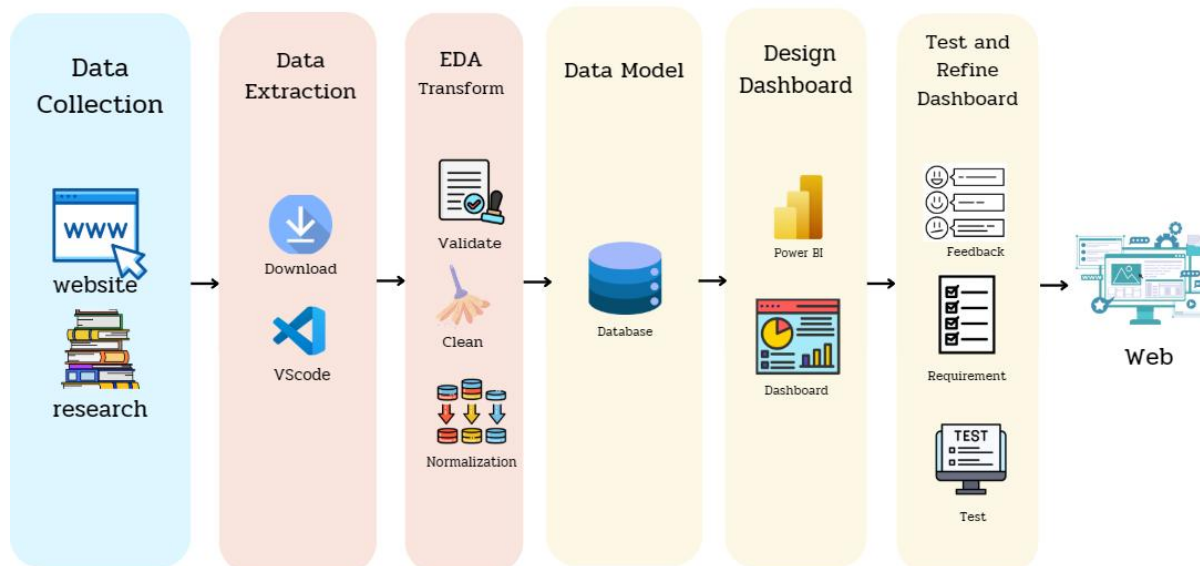 Data
Collection
WWW
website
research
Data
Extraction
Download
VScode
EDA
Transform
Validate
Clean
Normalization
Data Model
Database
Design
Dashboard
Power BI
Dashboard
Test and
Refine
Dashboard
Feedback
Requirement
TEST
Test
Web